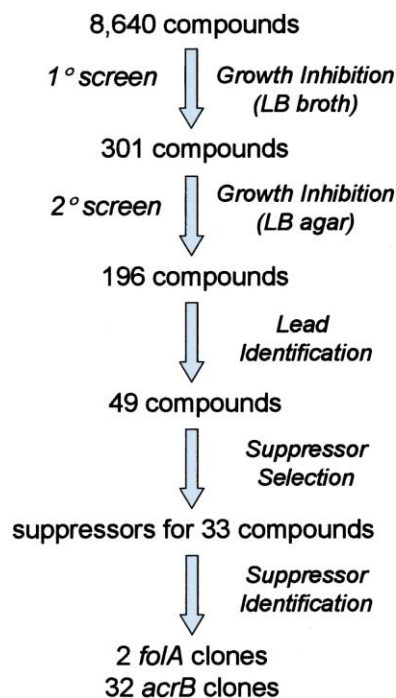 8,640 compounds
1° screen
Growth Inhibition
(LB broth)
301 compounds
2° screen
Growth Inhibition
(LB agar)
196 compounds
Lead
Identification
49 compounds
Suppressor
Selection
suppressors for 33 compounds
Suppressor
Identification
2 folA clones
32 acrB clones